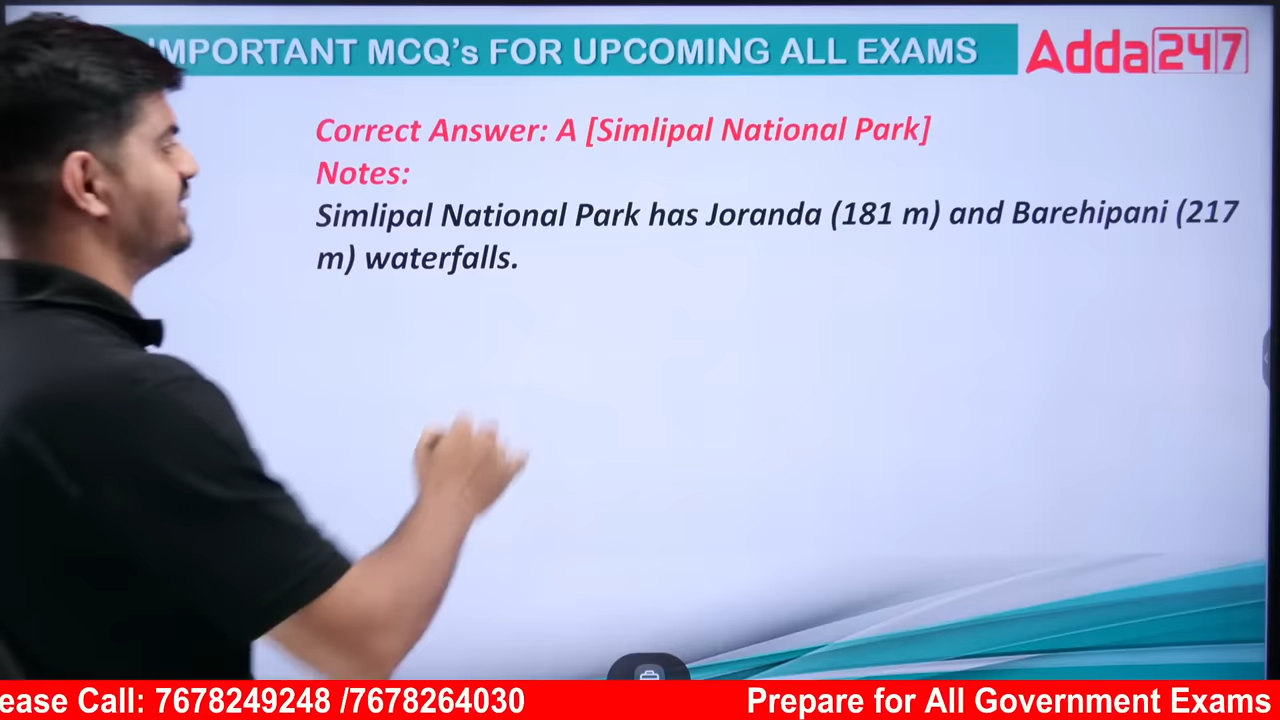 IMPORTANT MCQ's FOR UPCOMING ALL EXAMS
Adda247
Correct Answer: A [Simlipal National Park]
Notes:
Simlipal National Park has Joranda (181 m) and Barehipani (217
m) waterfalls.
ease Call: 7678249248 /7678264030
Prepare for All Government Exams